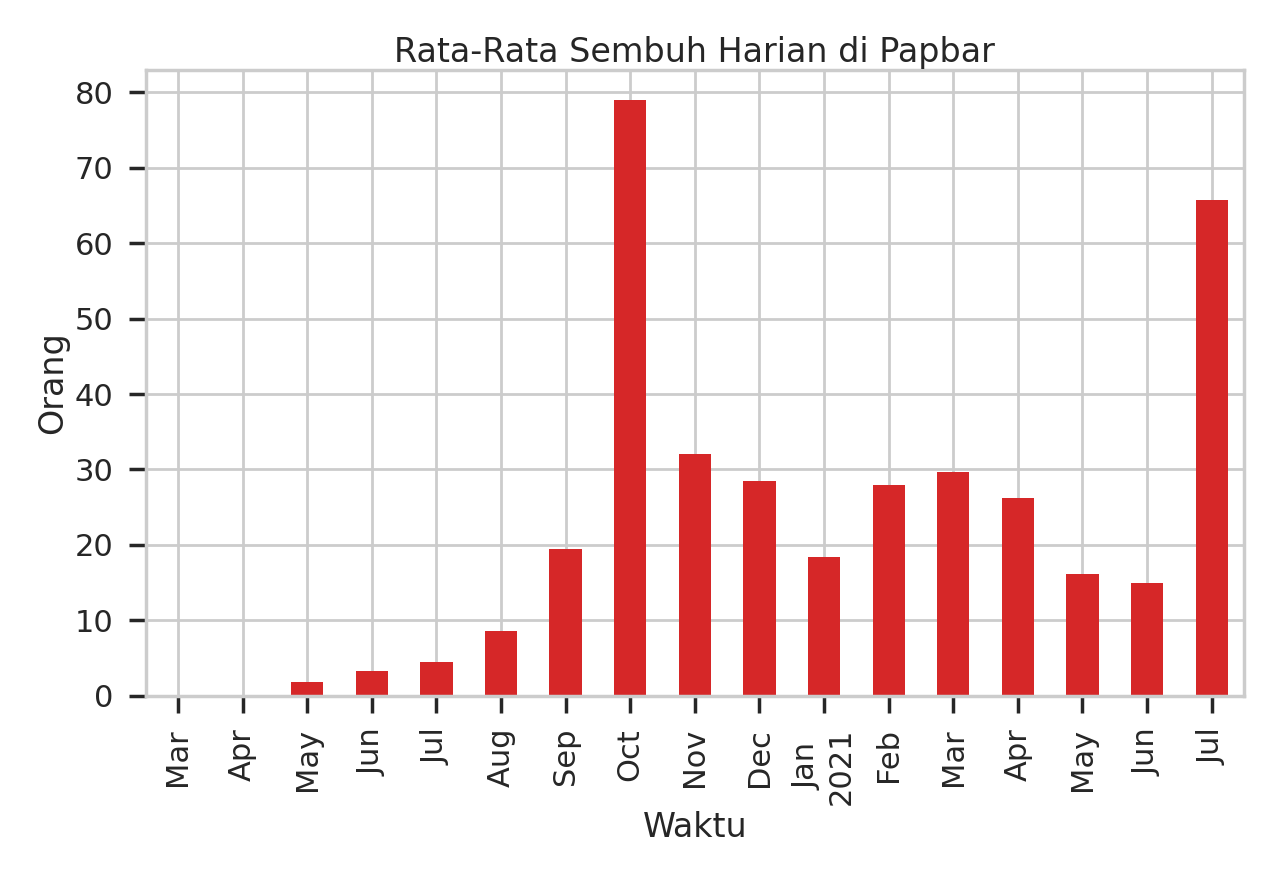 Rata-Rata Sembuh Harian di Papbar
Orang
80
70
60
50
40
30
20
10
0
Mar
Apr
May
Jun
Jul
Aug
Sep
Oct
Nov
Dec
Jan
2021
Feb
Mar
Apr
May
Jun
Jul
Waktu